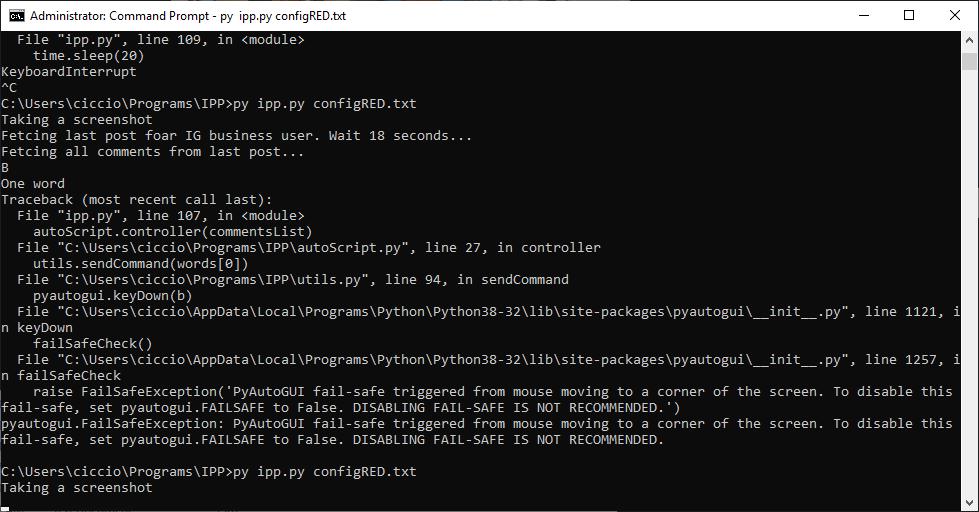 Administrator: Command Prompt - py  ipp.py configRED.txt
  File "ipp.py", line 109, in <module>
    time.sleep(20)
KeyboardInterrupt
^C
C:\Users\ciccio\Programs\IPP>py ipp.py configRED.txt
Taking a screenshot
Fetcing last post foar IG business user. Wait 18 seconds...
Fetcing all comments from last post...
B
One word
Traceback (most recent call last):
  File "ipp.py", line 107, in <module>
    autoScript.controller(commentsList)
  File "C:\Users\ciccio\Programs\IPP\autoScript.py", line 27, in controller
    utils.sendCommand(words[0])
  File "C:\Users\ciccio\Programs\IPP\utils.py", line 94, in sendCommand
    pyautogui.keyDown(b)
  File "C:\Users\ciccio\AppData\Local\Programs\Python\Python38-32\lib\site-packages\pyautogui\__init__.py", line 1121, i
n keyDown
    failSafeCheck()
  File "C:\Users\ciccio\AppData\Local\Programs\Python\Python38-32\lib\site-packages\pyautogui\__init__.py", line 1257, i
n failSafeCheck
    raise FailSafeException('PyAutoGUI fail-safe triggered from mouse moving to a corner of the screen. To disable this
fail-safe, set pyautogui.FAILSAFE to False. DISABLING FAIL-SAFE IS NOT RECOMMENDED.')
pyautogui.FailSafeException: PyAutoGUI fail-safe triggered from mouse moving to a corner of the screen. To disable this
fail-safe, set pyautogui.FAILSAFE to False. DISABLING FAIL-SAFE IS NOT RECOMMENDED.
C:\Users\ciccio\Programs\IPP>py ipp.py configRED.txt
Taking a screenshot